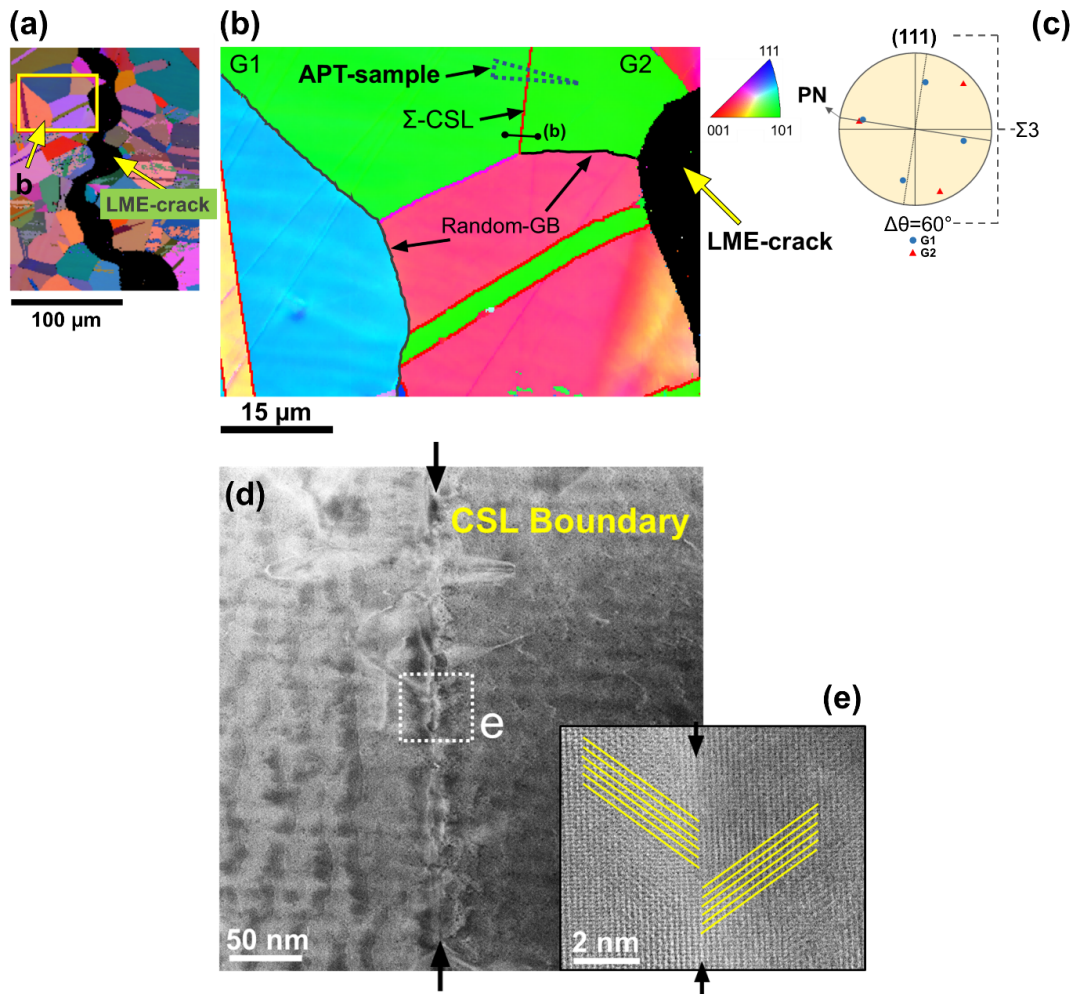 (a)
b
LME-crack
100 µm
(b)
G1
APT-sample
G2
Σ-CSL
(b)
Random-GB
LME-crack
15 µm
111
001
101
(c)
(111)
PN
Σ3
Δθ=60°
G1
G2
(d)
CSL Boundary
e
50 nm
(e)
2 nm